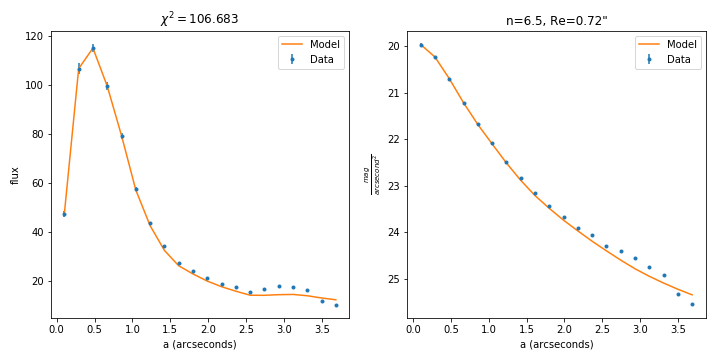 χ² = 106.683
120
100
80
60
40
20
flux
0.0 0.5 1.0 1.5 2.0 2.5 3.0 3.5
a (arcseconds)
Model
Data
n=6.5, Re=0.72"
20
21
22
23
24
25
mag
arcsecond²
0.0 0.5 1.0 1.5 2.0 2.5 3.0 3.5
a (arcseconds)
Model
Data